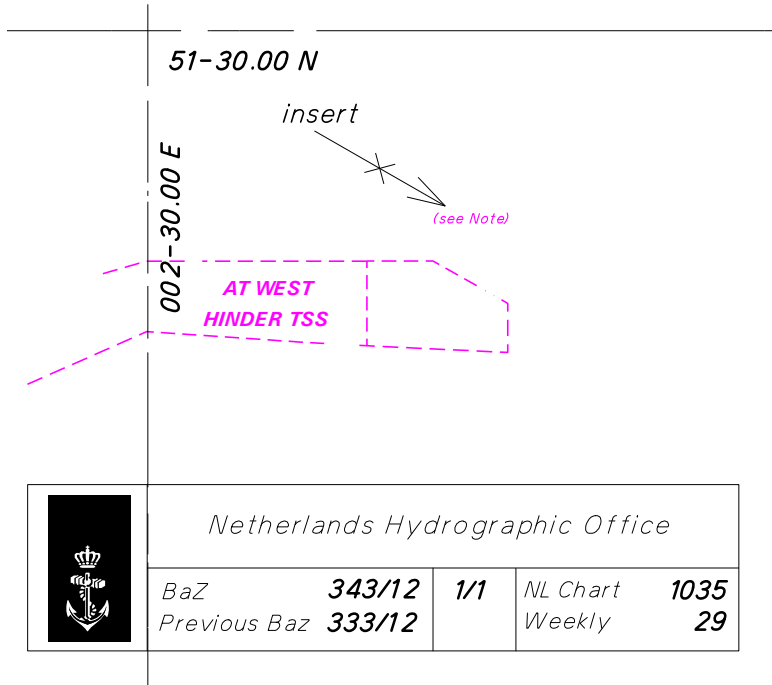 51-30.00 N
insert
002-30.00 E
(see Note)
AT WEST
HINDER TSS
Netherlands Hydrographic Office
BaZ 343/12 1/1 NL Chart 1035
Previous Baz 333/12 Weekly 29